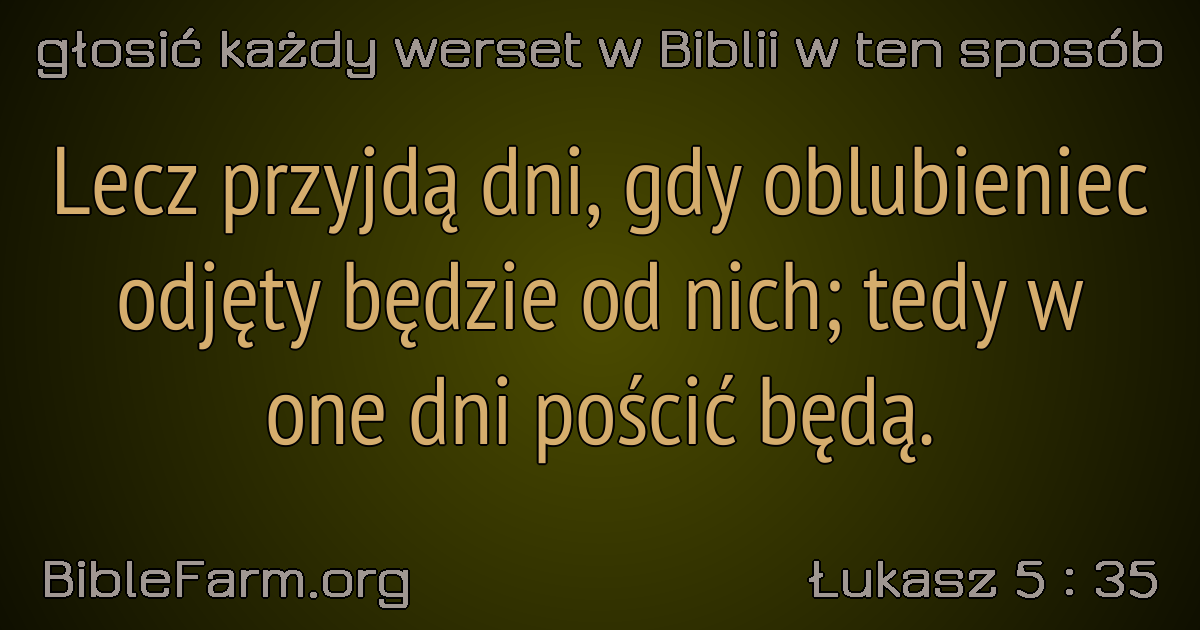 głosić każdy werset w Biblii w ten sposób
Lecz przyjdą dni, gdy oblubieniec
odjęty będzie od nich; tedy w
one dni pościć będą.
BibleFarm.org
Łukasz 5 : 35